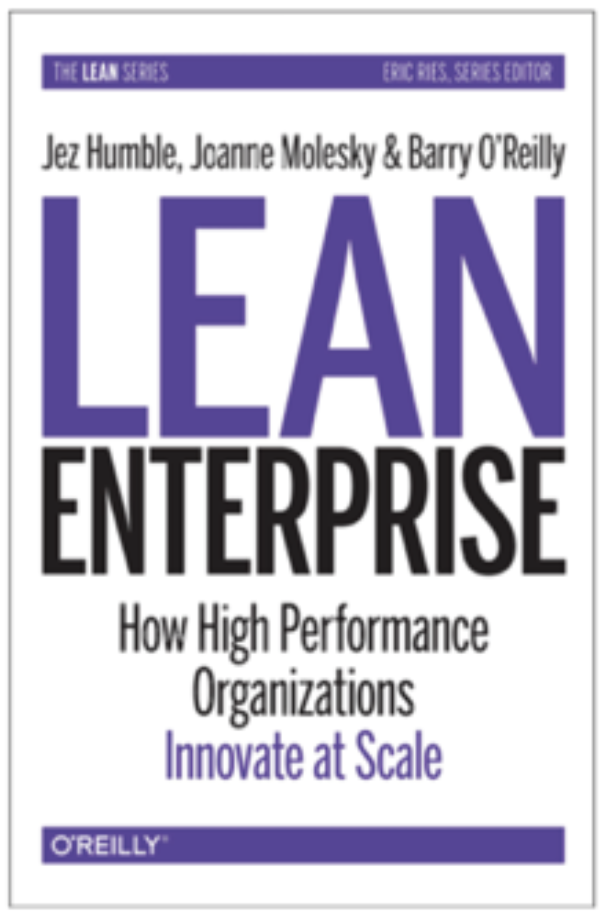 THE LEAN SERIES
ERIC RIES, SERIES EDITOR
Jez Humble, Joanne Molesky & Barry O'Reilly
LEAN
ENTERPRISE
How High Performance
Organizations
Innovate at Scale
O'REILLY®